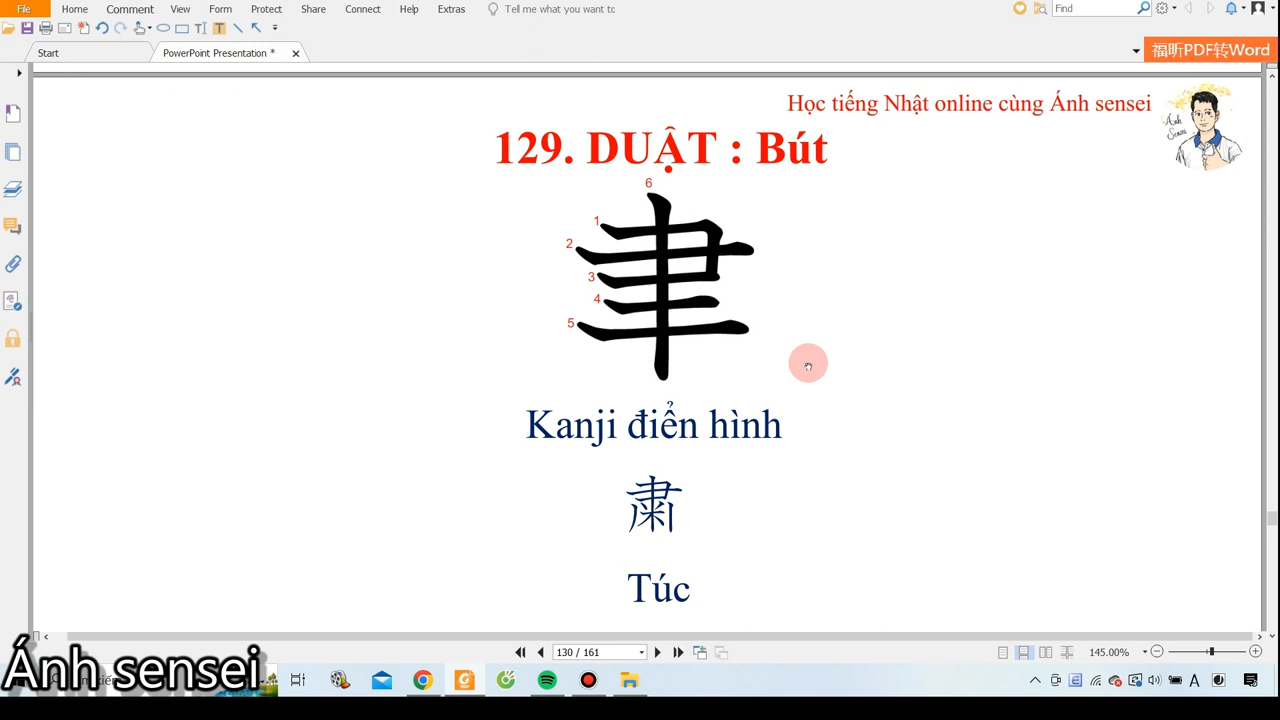 File Home Comment View Form Protect Share Connect Help Extras Tell me what you want to Find
Start PowerPoint Presentation * 福昕PDF转Word
Học tiếng Nhật online cùng Ánh sensei
Ánh Sensei
129. DUẬT : Bút
6
1
2
3
4
5
聿
Kanji điển hình
粛
Túc
130 / 161 145.00%
Ánh sensei